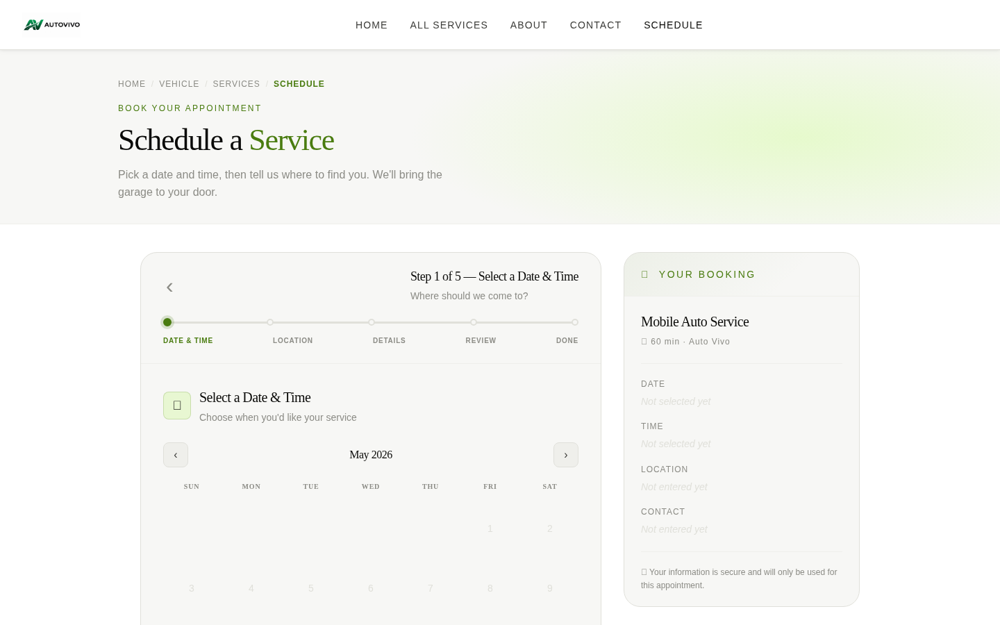 AUTOVIVO
HOME
ALL SERVICES
ABOUT
CONTACT
SCHEDULE
HOME / VEHICLE / SERVICES / SCHEDULE
BOOK YOUR APPOINTMENT
Schedule a Service
Pick a date and time, then tell us where to find you. We'll bring the
garage to your door.
‹
Step 1 of 5 — Select a Date & Time
Where should we come to?
DATE & TIME
LOCATION
DETAILS
REVIEW
DONE
Select a Date & Time
Choose when you'd like your service
‹
May 2026
›
SUN MON TUE WED THU FRI SAT
1 2
3 4 5 6 7 8 9
YOUR BOOKING
Mobile Auto Service
60 min · Auto Vivo
DATE
Not selected yet
TIME
Not selected yet
LOCATION
Not entered yet
CONTACT
Not entered yet
Your information is secure and will only be used for
this appointment.